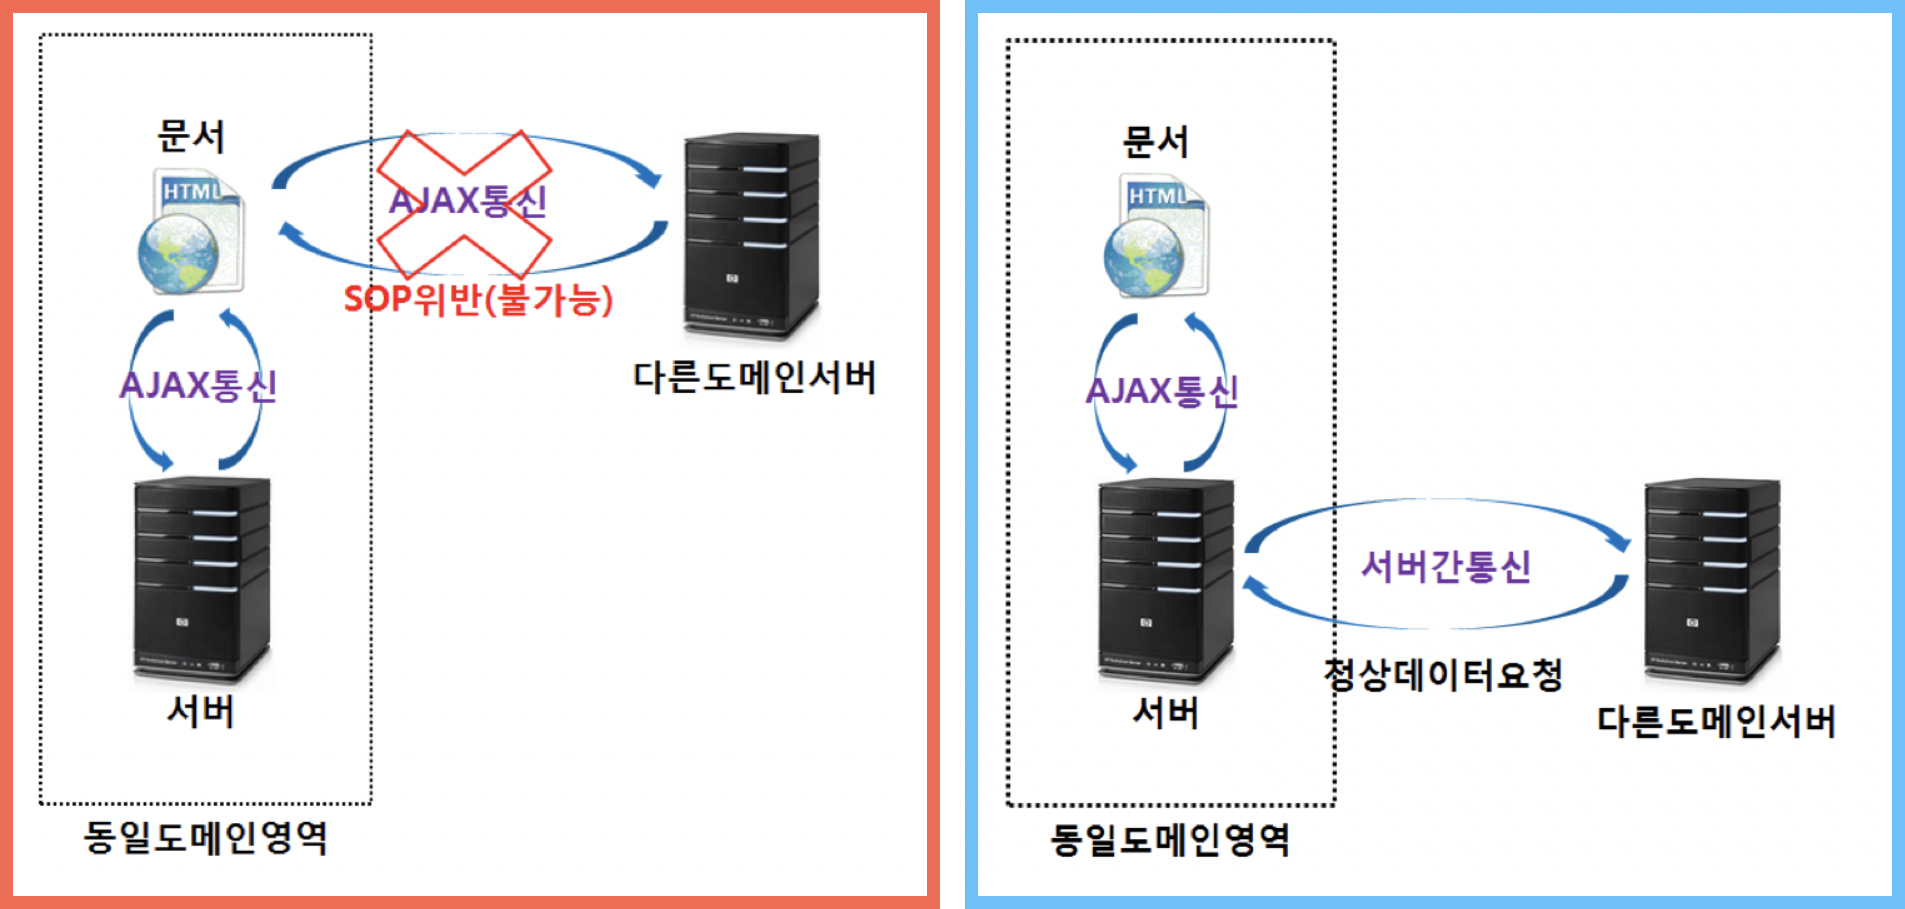 문서
HTML
AJAX통신
SOP위반(불가능)
다른도메인서버
AJAX통신
서버
동일도메인영역
문서
HTML
AJAX통신
서버간통신
청상데이터요청
서버
다른도메인서버
동일도메인영역